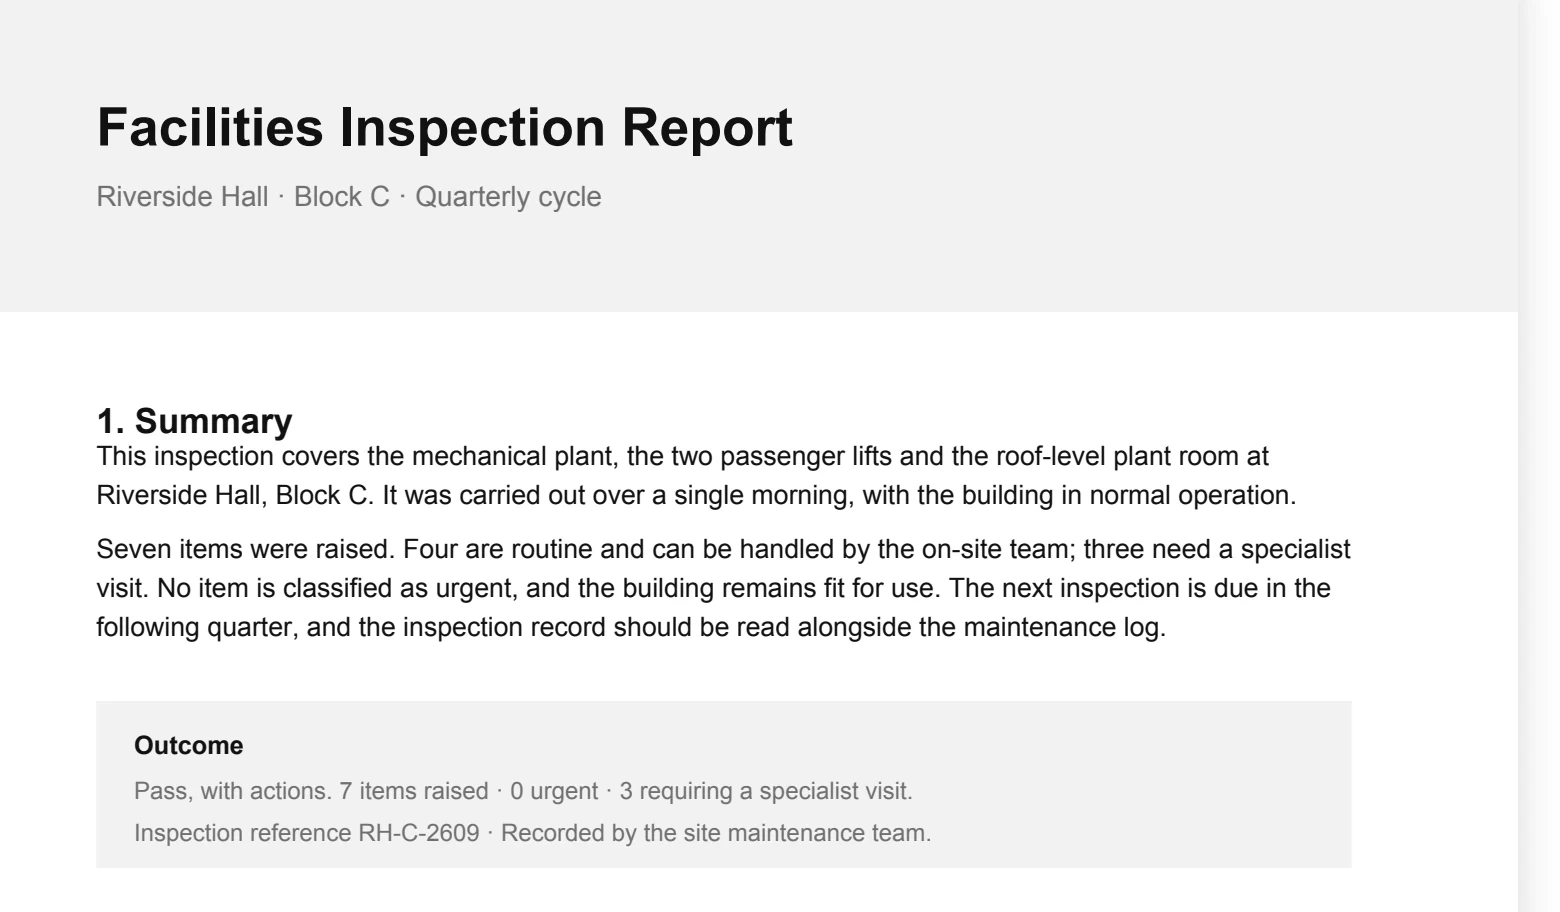 Facilities Inspection Report
Riverside Hall · Block C · Quarterly cycle
1. Summary
This inspection covers the mechanical plant, the two passenger lifts and the roof-level plant room at
Riverside Hall, Block C. It was carried out over a single morning, with the building in normal operation.
Seven items were raised. Four are routine and can be handled by the on-site team; three need a specialist
visit. No item is classified as urgent, and the building remains fit for use. The next inspection is due in the
following quarter, and the inspection record should be read alongside the maintenance log.
Outcome
Pass, with actions. 7 items raised · 0 urgent · 3 requiring a specialist visit.
Inspection reference RH-C-2609 · Recorded by the site maintenance team.